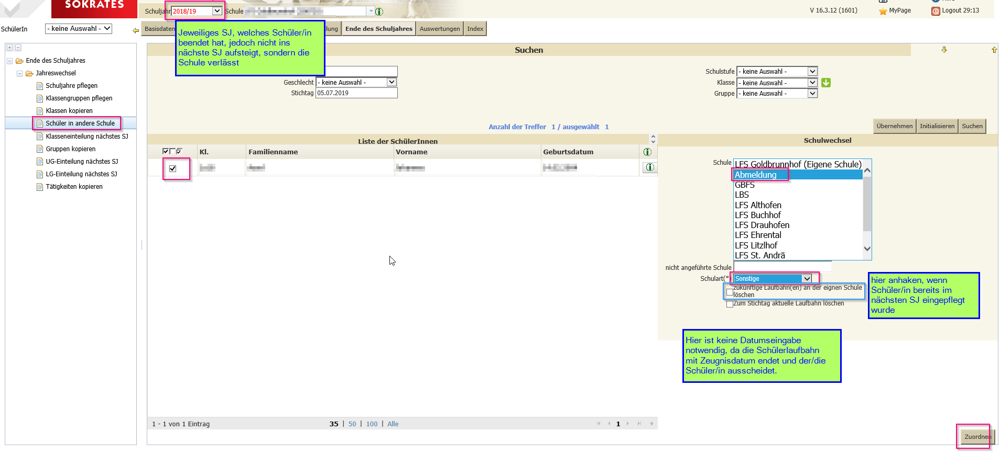 SOKRATES
Schuljahr 2018/19 Schule
V 16.3.12 (1601)
MyPage
Logout 29:13
SchülerIn - keine Auswahl -
Basisdaten
Ende des Schuljahres
Auswertungen
Index
Jeweiliges SJ, welches Schüler/in
beendet hat, jedoch nicht ins
nächste SJ aufsteigt, sondern die
Schule verlässt
Ende des Schuljahres
Jahreswechsel
Schuljahre pflegen
Klassengruppen pflegen
Klassen kopieren
Schüler in andere Schule
Klasseneinteilung nächstes SJ
Gruppen kopieren
UG-Einteilung nächstes SJ
LG-Einteilung nächstes SJ
Tätigkeiten kopieren
Suchen
Geschlecht - keine Auswahl -
Stichtag 05.07.2019
Schulstufe - keine Auswahl -
Klasse - keine Auswahl -
Gruppe - keine Auswahl -
Anzahl der Treffer 1 / ausgewählt 1
Übernehmen Initialisieren Suchen
Liste der SchülerInnen
Kl. Familienname Vorname Geburtsdatum
Schulwechsel
Schule
LFS Goldbrunnhof (Eigene Schule)
Abmeldung
GBFS
LBS
LFS Althofen
LFS Buchhof
LFS Drauhofen
LFS Ehrental
LFS Litzlhof
LFS St. Andrä
nicht angeführte Schule
Schulart(*) Sonstige
zukünftige Laufbahn(en) an der eignen Schule
löschen
Zum Stichtag aktuelle Laufbahn löschen
hier anhaken, wenn
Schüler/in bereits im
nächsten SJ eingepflegt
wurde
Hier ist keine Datumseingabe
notwendig, da die Schülerlaufbahn
mit Zeugnisdatum endet und der/die
Schüler/in ausscheidet.
1 - 1 von 1 Eintrag
35 | 50 | 100 | Alle
1
Zuordnen